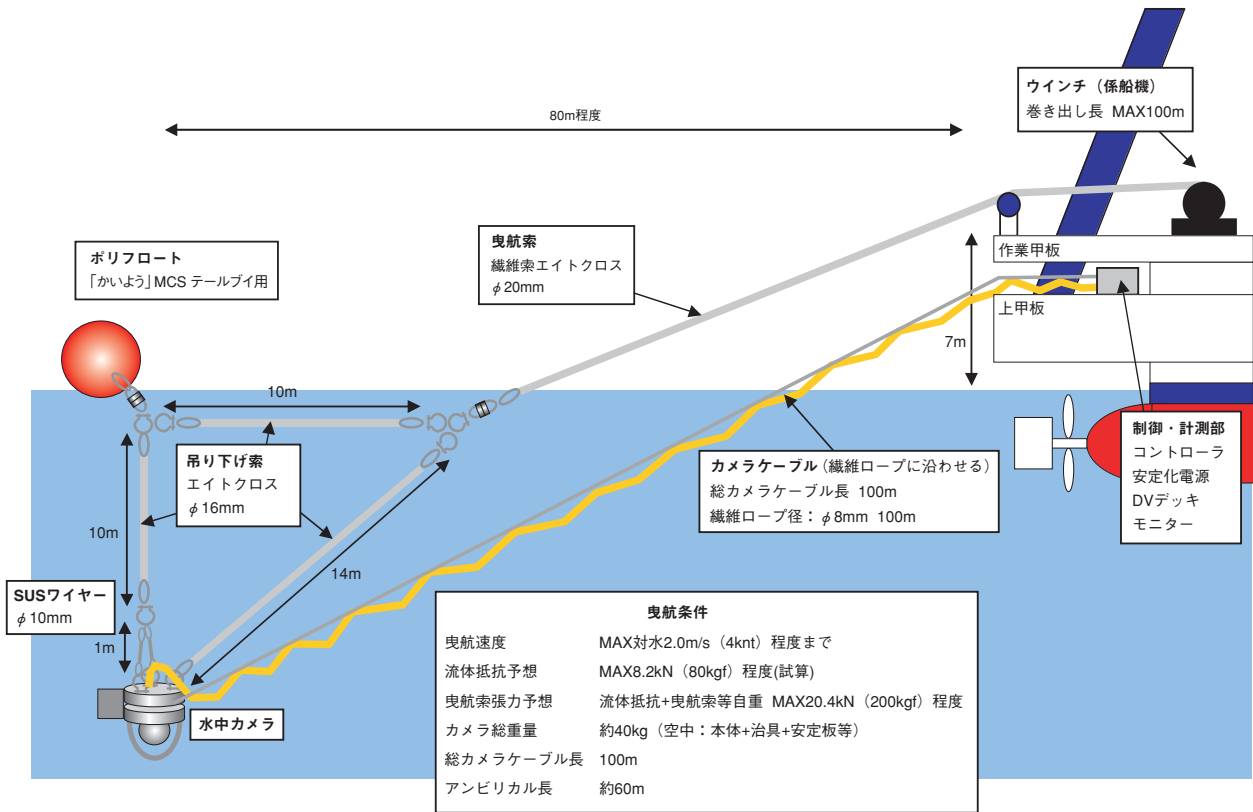 ウインチ（係船機）
巻き出し長 MAX100m
80m程度
曳航索
繊維索エイトクロス
φ20mm
ポリフロート
「かいよう」MCS テールブイ用
作業甲板
上甲板
7m
10m
吊り下げ索
エイトクロス
φ16mm
10m
14m
カメラケーブル（繊維ロープに沿わせる）
総カメラケーブル長 100m
繊維ロープ径：φ8mm 100m
制御・計測部
コントローラ
安定化電源
DVデッキ
モニター
SUSワイヤー
φ10mm
1m
水中カメラ
曳航条件
曳航速度 MAX対水2.0m/s（4knt）程度まで
流体抵抗予想 MAX8.2kN（80kgf）程度(試算)
曳航索張力予想 流体抵抗+曳航索等自重 MAX20.4kN（200kgf）程度
カメラ総重量 約40kg（空中：本体+治具+安定板等）
総カメラケーブル長 100m
アンビリカル長 約60m